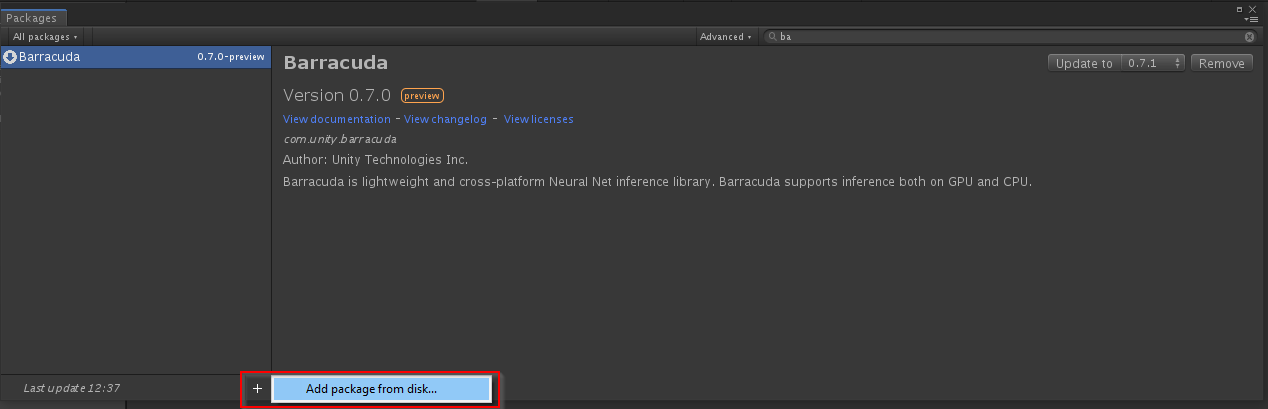 Packages
All packages
Advanced
ba
Barracuda 0.7.0-preview
Barracuda
Update to 0.7.1 Remove
Version 0.7.0 preview
View documentation - View changelog - View licenses
com.unity.barracuda
Author: Unity Technologies Inc.
Barracuda is lightweight and cross-platform Neural Net inference library. Barracuda supports inference both on GPU and CPU.
Last update 12:37
+ Add package from disk...